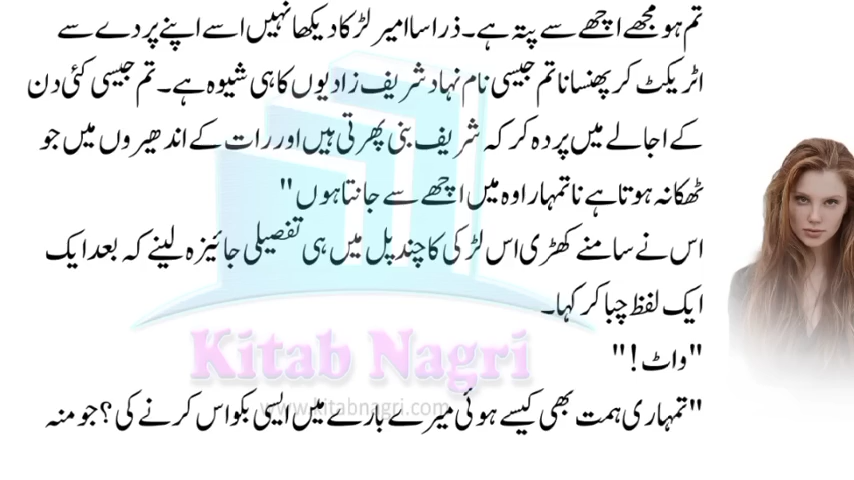 تم ہو مجھے اچھے سے پتہ ہے۔ ذرا سا امیر لڑکا دیکھا نہیں اسے اپنے پردے سے
اٹریکٹ کر پھنسانا تم جیسی نام نہاد شریف زادیوں کا ہی شیوہ ہے۔ تم جیسی کئی دن
کے اجالے میں پردہ کر کہ شریف بنی پھرتی ہیں اور رات کے اندھیروں میں جو
ٹھکانہ ہوتا ہے نا تمہارا وہ میں اچھے سے جانتا ہوں"
اس نے سامنے کھڑی اس لڑکی کا چند پل میں ہی تفصیلی جائیزہ لینے کہ بعد ایک
ایک لفظ چبا کر کہا۔
"واٹ!"
Kitab Nagri
"تمہاری ہمت بھی کیسے ہوئی میرے بارے میں ایسی بکواس کرنے کی؟ جو منہ
www.kitabnagri.com